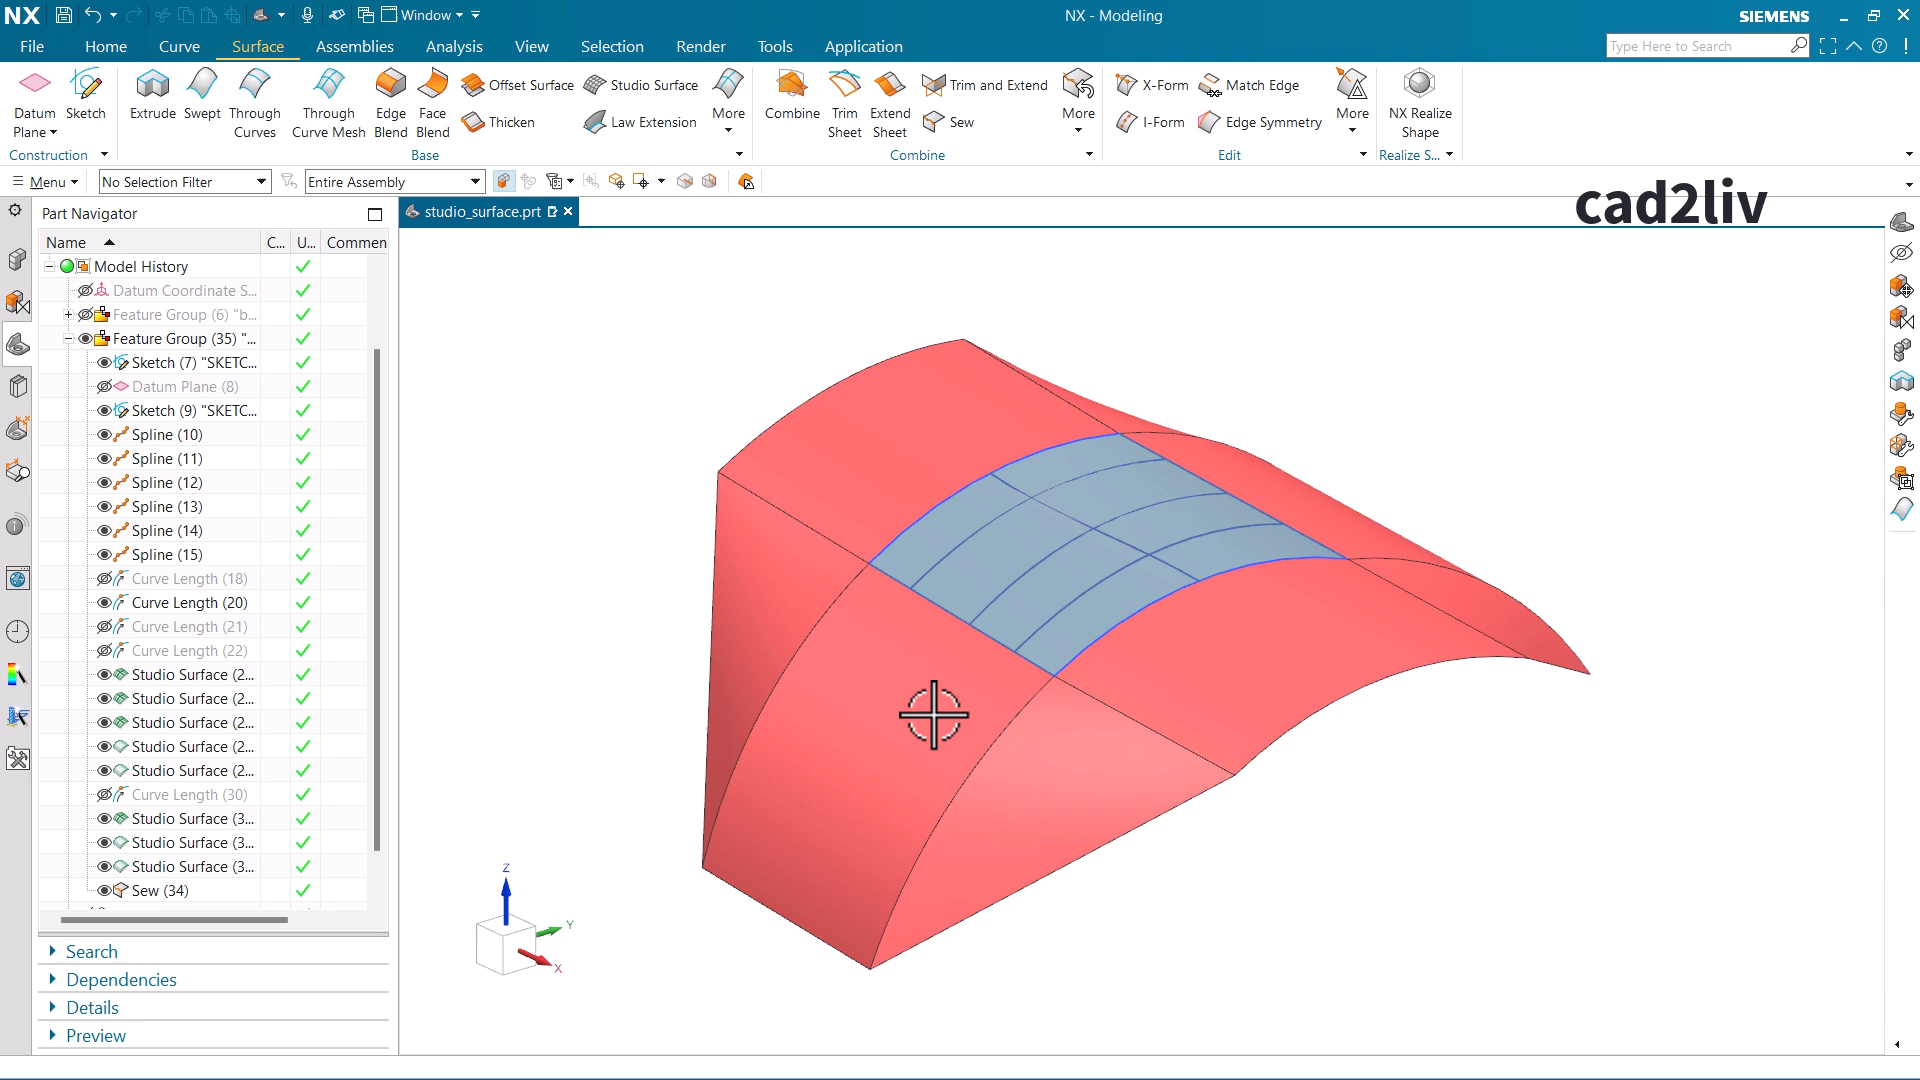 NX
Window
NX - Modeling
SIEMENS
File
Home
Curve
Surface
Assemblies
Analysis
View
Selection
Render
Tools
Application
Type Here to Search
Datum Plane
Sketch
Extrude
Swept
Through Curves
Through Curve Mesh
Edge Blend
Face Blend
Offset Surface
Thicken
Studio Surface
Law Extension
More
Combine
Trim Sheet
Extend Sheet
Trim and Extend
Sew
More
X-Form
I-Form
Match Edge
Edge Symmetry
More
NX Realize Shape
Construction
Base
Combine
Edit
Realize S...
Menu
No Selection Filter
Entire Assembly
cad2liv
Part Navigator
studio_surface.prt
Name
C...
U...
Commen
Model History
Datum Coordinate S...
Feature Group (6) "b...
Feature Group (35) "...
Sketch (7) "SKETC...
Datum Plane (8)
Sketch (9) "SKETC...
Spline (10)
Spline (11)
Spline (12)
Spline (13)
Spline (14)
Spline (15)
Curve Length (18)
Curve Length (20)
Curve Length (21)
Curve Length (22)
Studio Surface (2...
Studio Surface (2...
Studio Surface (2...
Studio Surface (2...
Studio Surface (2...
Curve Length (30)
Studio Surface (3...
Studio Surface (3...
Studio Surface (3...
Sew (34)
Search
Dependencies
Details
Preview
Z
Y
X